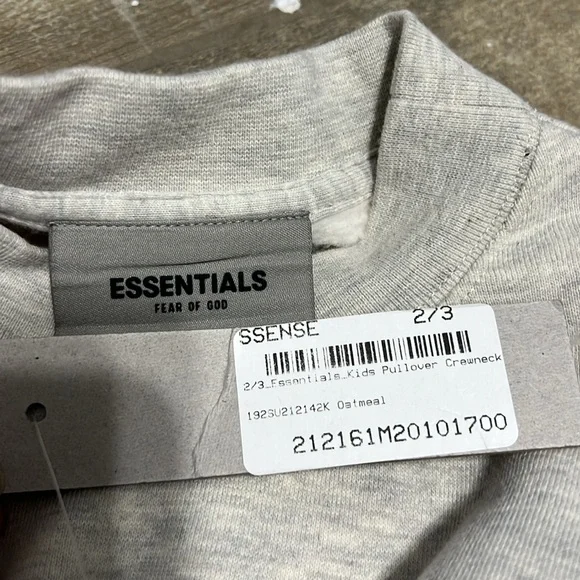 ESSENTIALS
FEAR OF GOD
SSENSE 2/3
2/3_Essentials_Kids Pullover Crewneck
192SU212142K Oatmeal
212161M20101700